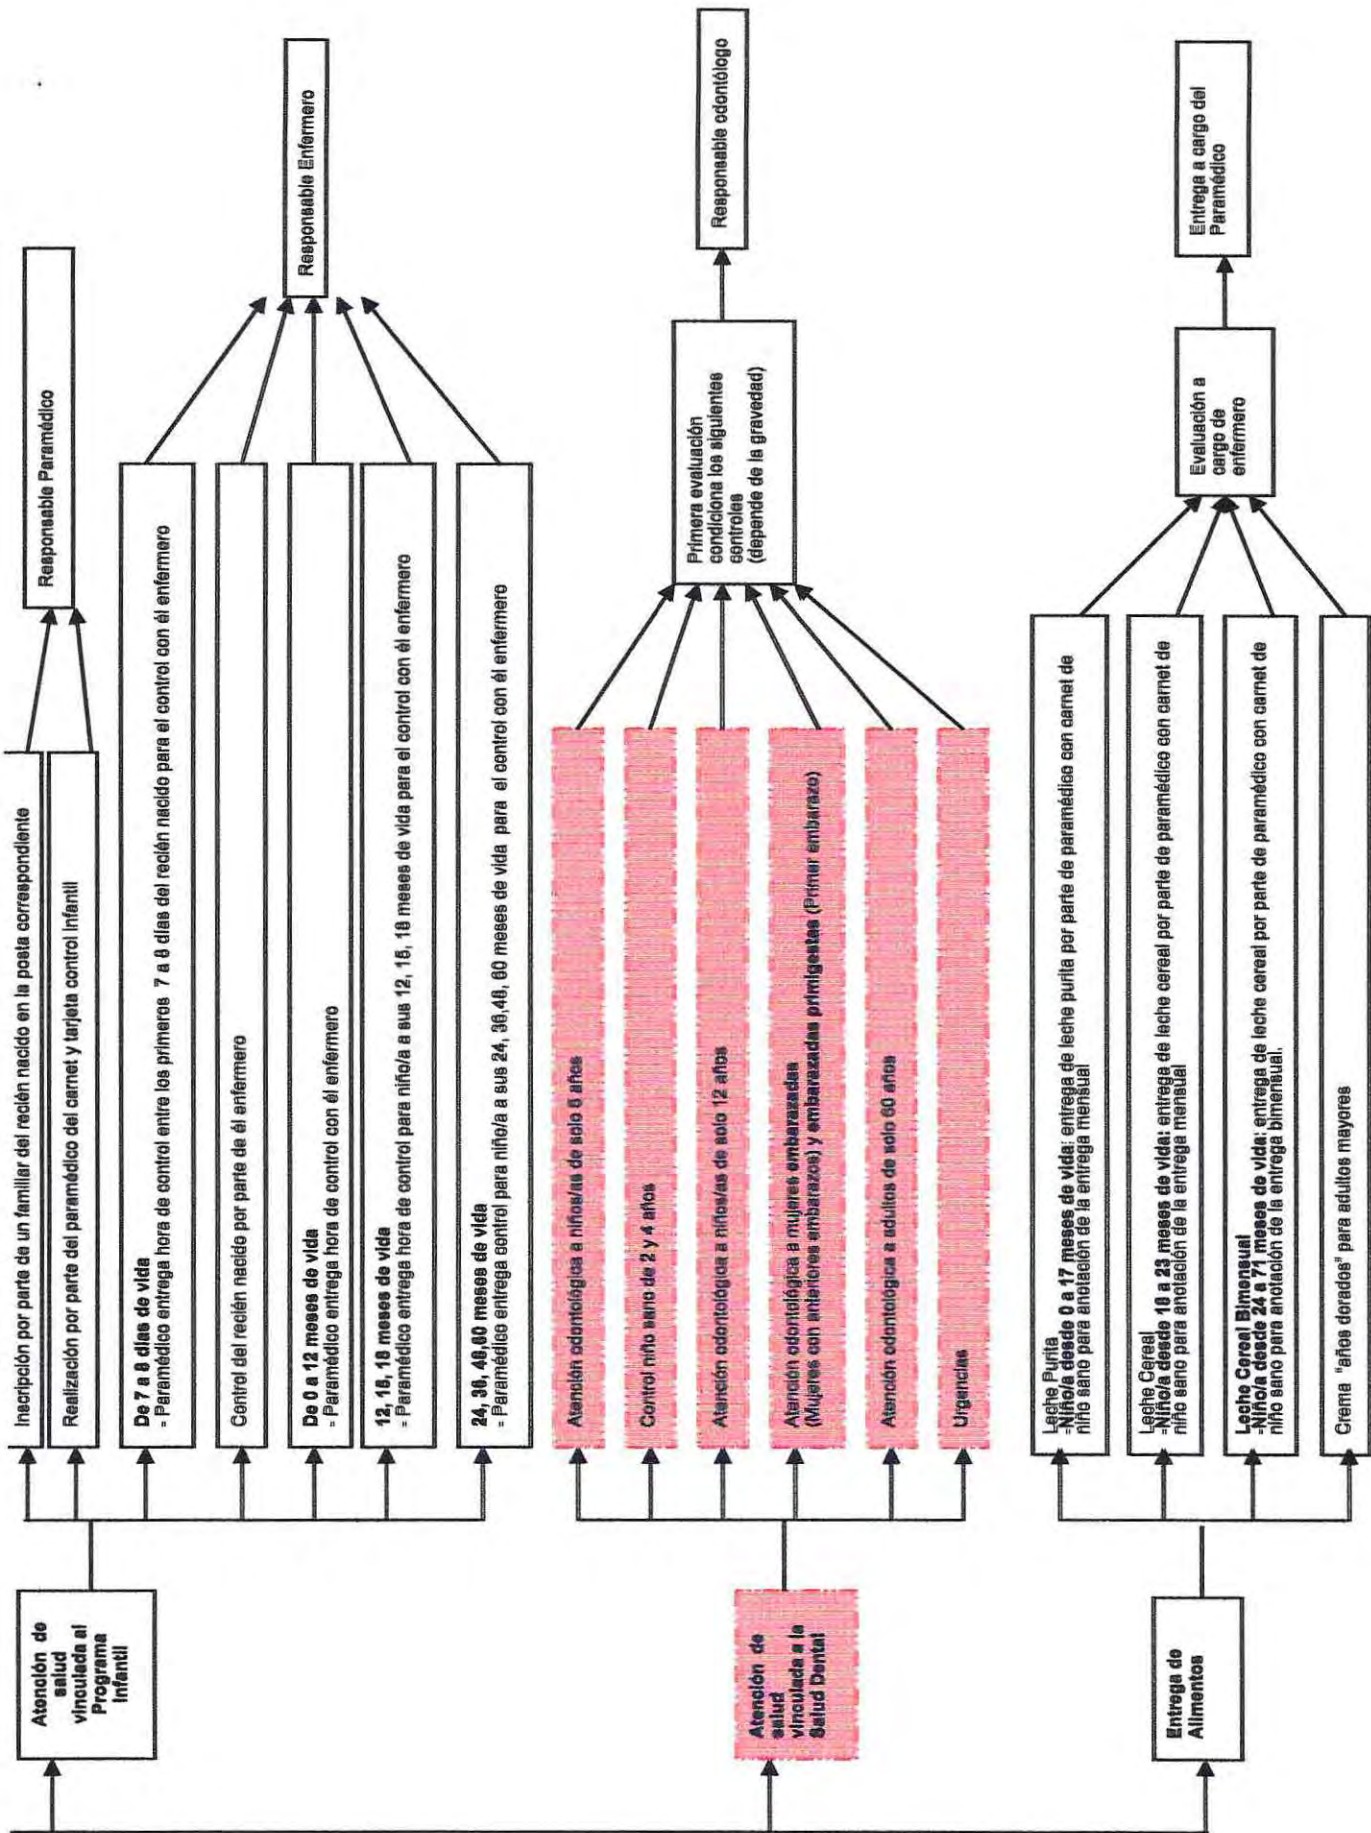 Atención de
salud
vinculada al
Programa
Infantil
Inscripción por parte de un familiar del recién nacido en la posta correspondiente
Realización por parte del paramédico del carnet y tarjeta control Infantil
Responsable Paramédico
De 7 a 8 días de vida
= Paramédico entrega hora de control entre los primeros 7 a 8 días del recién nacido para el control con él enfermero
Control del recién nacido por parte de él enfermero
De 0 a 12 meses de vida
= Paramédico entrega hora de control con él enfermero
12, 15, 18 meses de vida
= Paramédico entrega hora de control para niño/a a sus 12, 15, 18 meses de vida para el control con él enfermero
24, 36, 48,60 meses de vida
= Paramédico entrega control para niño/a a sus 24, 36,48, 60 meses de vida para el control con él enfermero
Responsable Enfermero
Atención de
salud
vinculada a la
Salud Dental
Atención odontológica a niños/as de solo 6 años
Control niño sano de 2 y 4 años
Atención odontológica a niños/as de solo 12 años
Atención odontológica a mujeres embarazadas
(Mujeres con anteriores embarazos) y embarazadas primigestes (Primer embarazo)
Atención odontológica a adultos de solo 60 años
Urgencias
Primera evaluación
condiciona los siguientes
controles
(depende de la gravedad)
Responsable odontólogo
Entrega de
Alimentos
Leche Purita
=Niño/a desde 0 a 17 meses de vida: entrega de leche purita por parte de paramédico con carnet de
niño sano para anotación de la entrega mensual
Leche Cereal
=Niño/a desde 18 a 23 meses de vida: entrega de leche cereal por parte de paramédico con carnet de
niño sano para anotación de la entrega mensual
Leche Cereal Bimensual
=Niño/a desde 24 a 71 meses de vida: entrega de leche cereal por parte de paramédico con carnet de
niño sano para anotación de la entrega bimensual.
Crema "años dorados" para adultos mayores
Evaluación a
cargo de
enfermero
Entrega a cargo del
Paramédico